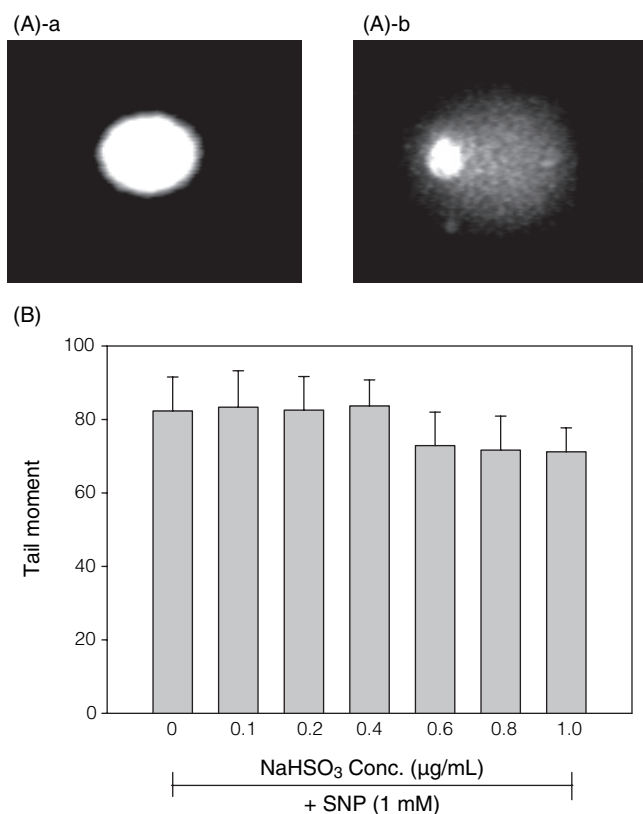 (A)-a (A)-b
(B)
100
80
60
40
20
0
Tail moment
0 0.1 0.2 0.4 0.6 0.8 1.0
NaHSO₃ Conc. (μg/mL)
+ SNP (1 mM)